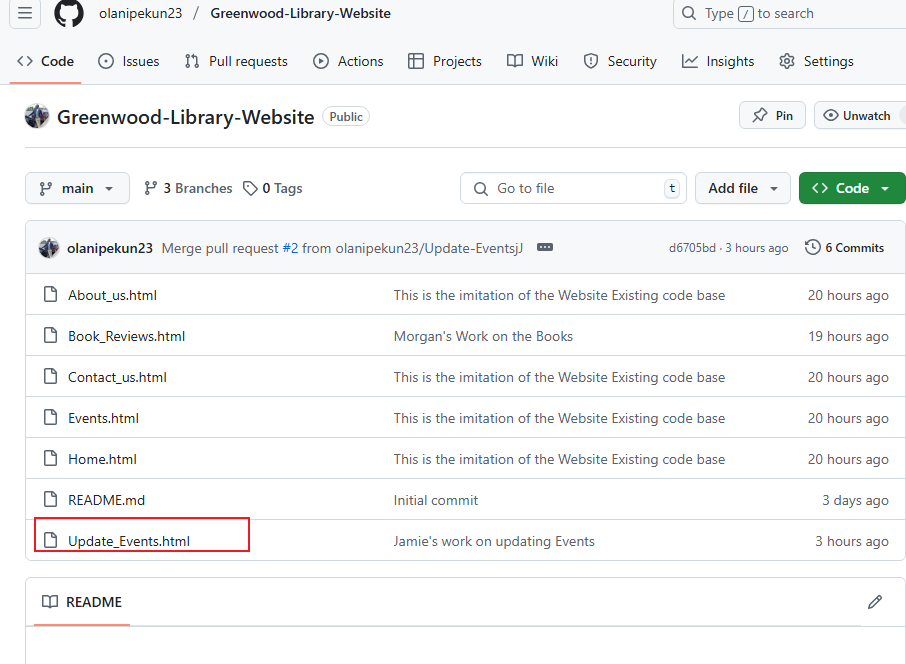 olanipekun23 / Greenwood-Library-Website
Type / to search
Code Issues Pull requests Actions Projects Wiki Security Insights Settings
Greenwood-Library-Website Public
Pin Unwatch
main 3 Branches 0 Tags Go to file t Add file Code
olanipekun23 Merge pull request #2 from olanipekun23/Update-EventsjJ d6705bd · 3 hours ago 6 Commits
About_us.html This is the imitation of the Website Existing code base 20 hours ago
Book_Reviews.html Morgan's Work on the Books 19 hours ago
Contact_us.html This is the imitation of the Website Existing code base 20 hours ago
Events.html This is the imitation of the Website Existing code base 20 hours ago
Home.html This is the imitation of the Website Existing code base 20 hours ago
README.md Initial commit 3 days ago
Update_Events.html Jamie's work on updating Events 3 hours ago
README